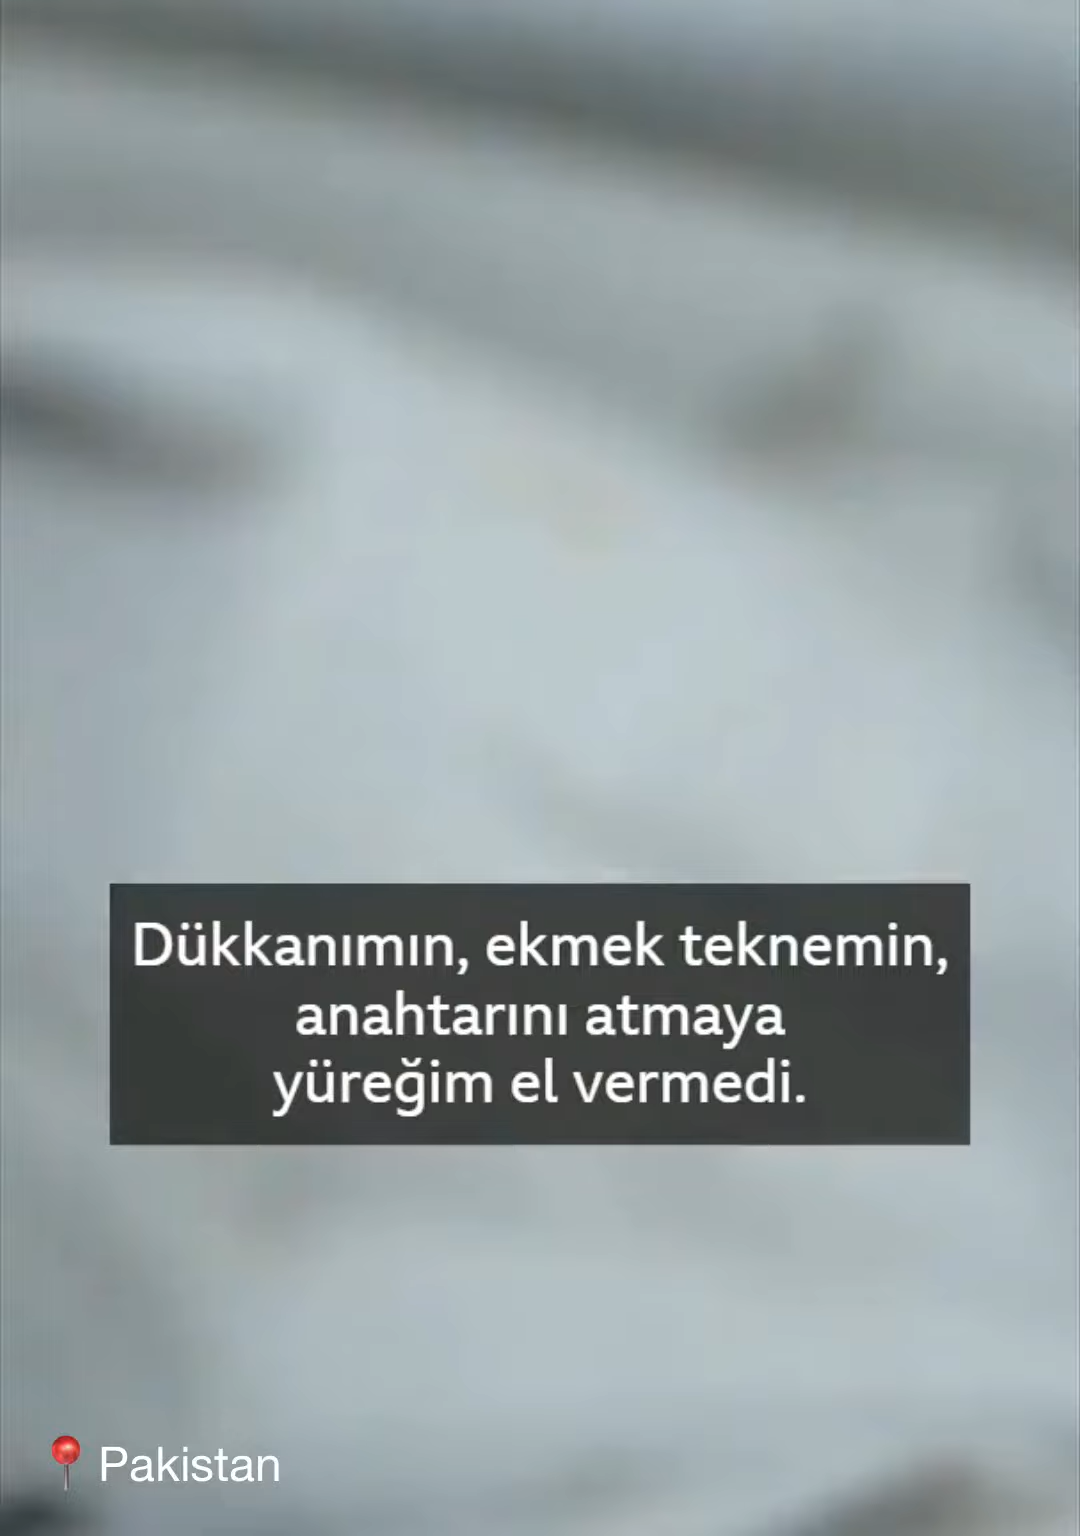 Dükkanımın, ekmek teknemin,
anahtarını atmaya
yüreğim el vermedi.
📍 Pakistan